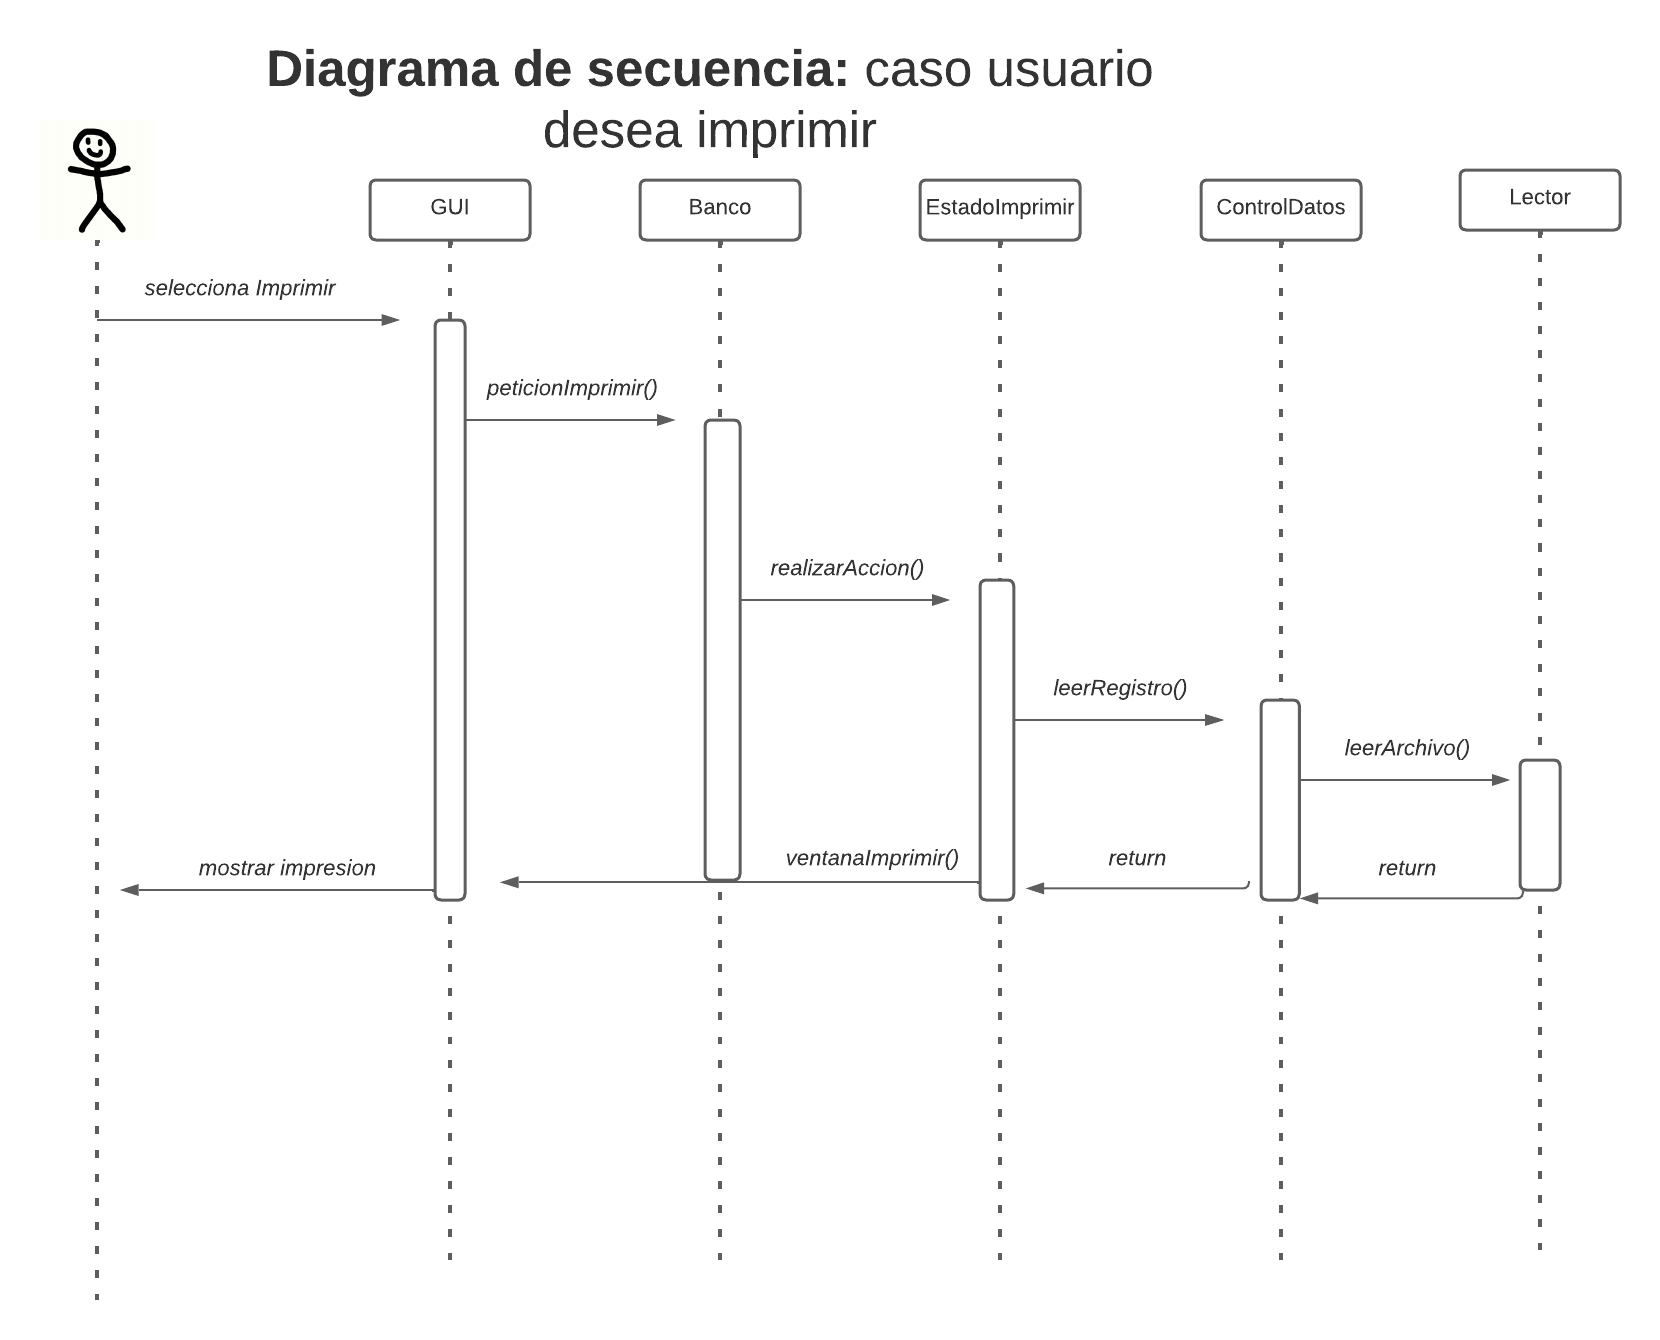 Diagrama de secuencia: caso usuario
desea imprimir
GUI
Banco
EstadoImprimir
ControlDatos
Lector
selecciona Imprimir
peticionImprimir()
realizarAccion()
leerRegistro()
leerArchivo()
mostrar impresion
ventanaImprimir()
return
return